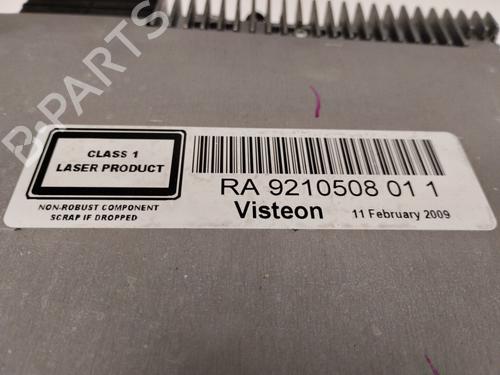 B-PARTS
CLASS 1
LASER PRODUCT
NON-ROBUST COMPONENT
SCRAP IF DROPPED
RA 9210508 01 1
Visteon 11 February 2009